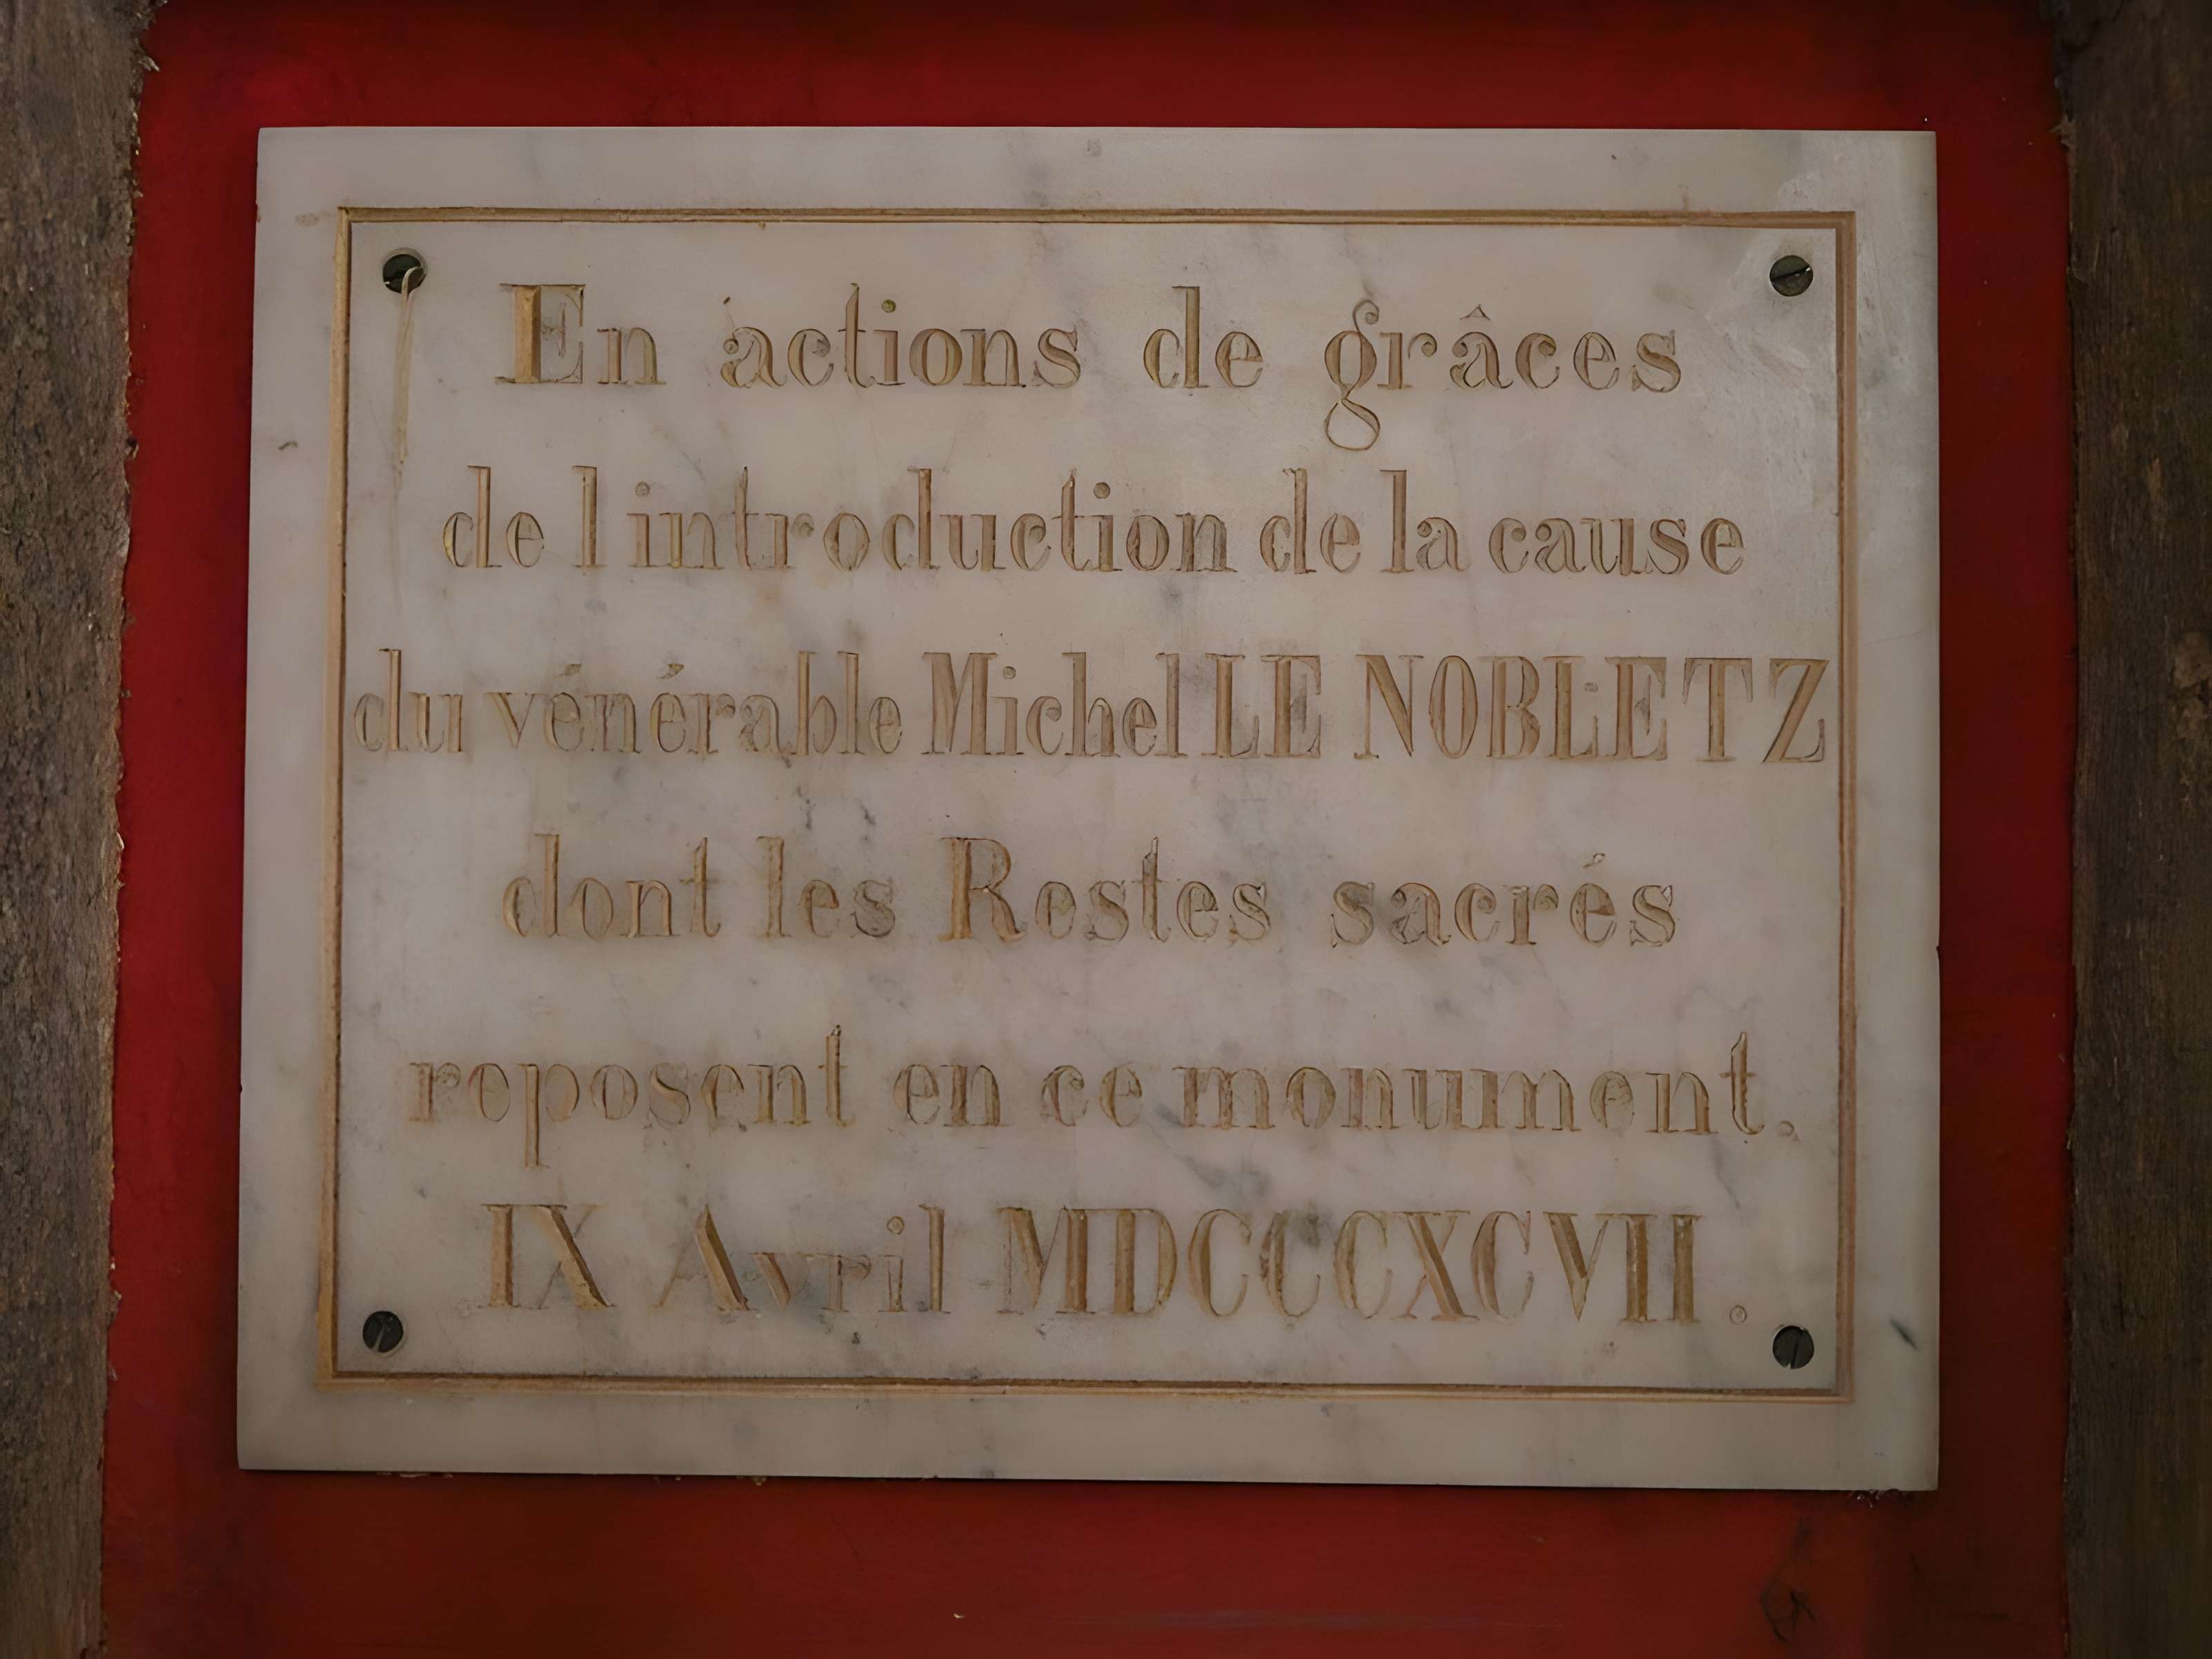 En actions de grâces
de l introduction de la cause
du vénérable Michel LE NOBLETZ
dont les Restes sacrés
reposent en ce monument.
IX Avril MDCCCXCVII.